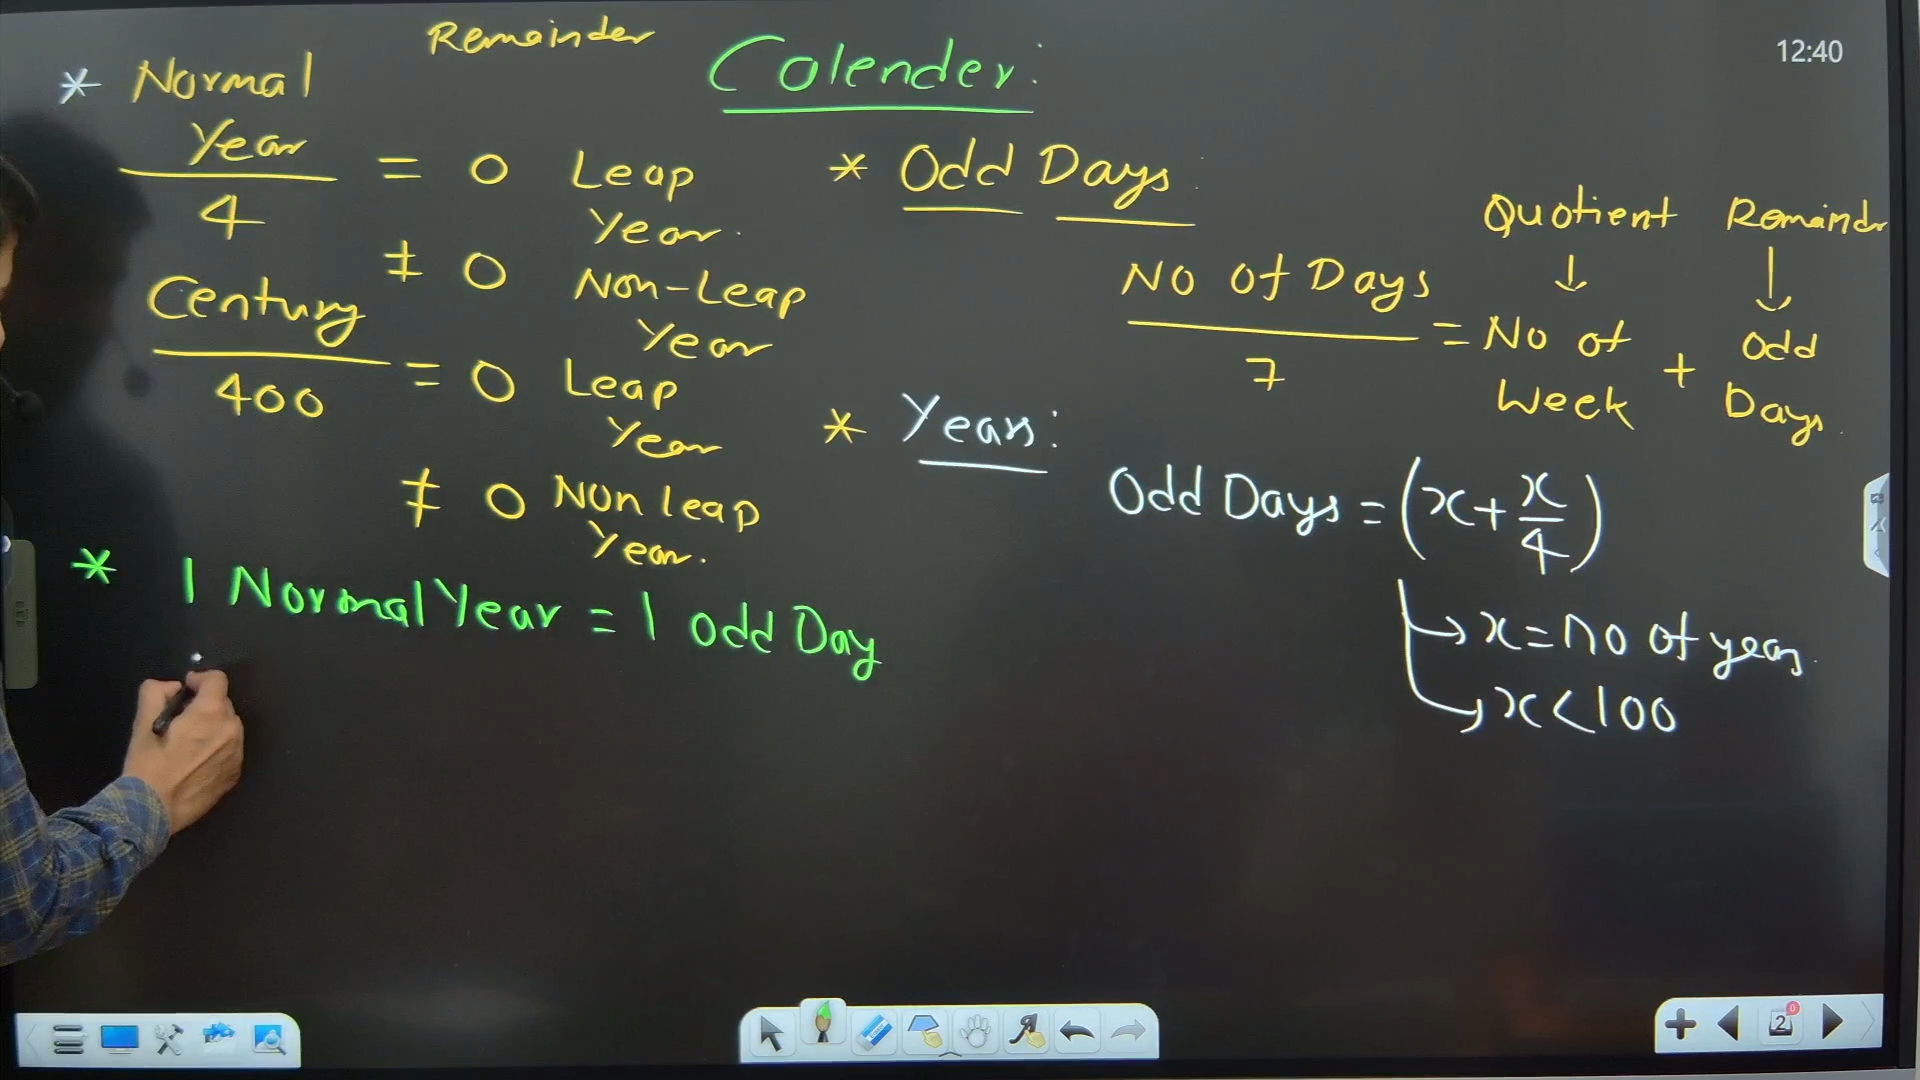 12:40
Remainder
Colender:
* Normal
Year
4
= 0 Leap
Year.
≠ 0 Non-Leap
Year
Century
400
= 0 Leap
Year
≠ 0 Non leap
Year.
* 1 Normal Year = 1 odd Day
* Odd Days:
Quotient Remaindr
↓ ↓
No of Days
7
= No of
Week
+ Odd
Days.
* Years:
Odd Days = (x + x/4)
→ x = no of years.
→ x < 100
2